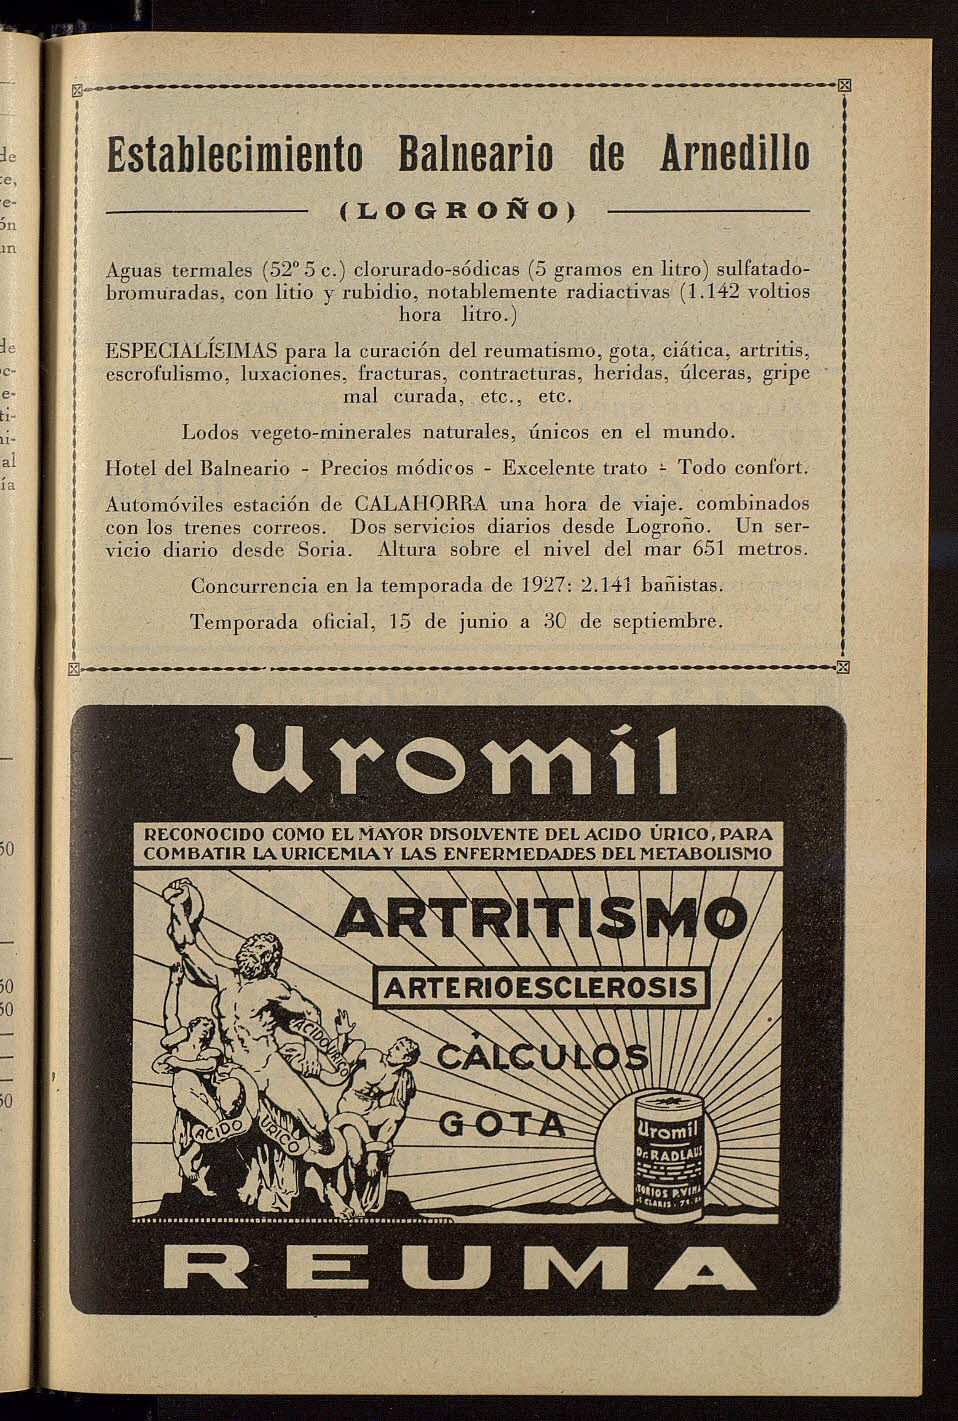 Establecimiento Balneario de Arnedillo
(LOGROÑO)
Aguas termales (52º 5 c.) clorurado-sódicas (5 gramos en litro) sulfatado-
bromuradas, con litio y rubidio, notablemente radiactivas (1.142 voltios
hora litro.)
ESPECIALÍSIMAS para la curación del reumatismo, gota, ciática, artritis,
escrofulismo, luxaciones, fracturas, contracturas, heridas, úlceras, gripe
mal curada, etc., etc.
Lodos vegeto-minerales naturales, únicos en el mundo.
Hotel del Balneario - Precios módicos - Excelente trato - Todo confort.
Automóviles estación de CALAHORRA una hora de viaje. combinados
con los trenes correos. Dos servicios diarios desde Logroño. Un ser-
vicio diario desde Soria. Altura sobre el nivel del mar 651 metros.
Concurrencia en la temporada de 1927: 2.141 bañistas.
Temporada oficial, 15 de junio a 30 de septiembre.
Uromil
RECONOCIDO COMO EL MAYOR DISOLVENTE DEL ACIDO ÚRICO, PARA
COMBATIR LA URICEMIA Y LAS ENFERMEDADES DEL METABOLISMO
ARTRITISMO
ARTERIOESCLEROSIS
ACIDO URICO
CÁLCULOS
GOTA
ACIDO URICO
Uromil
Dr. RADLAUE
REUMA